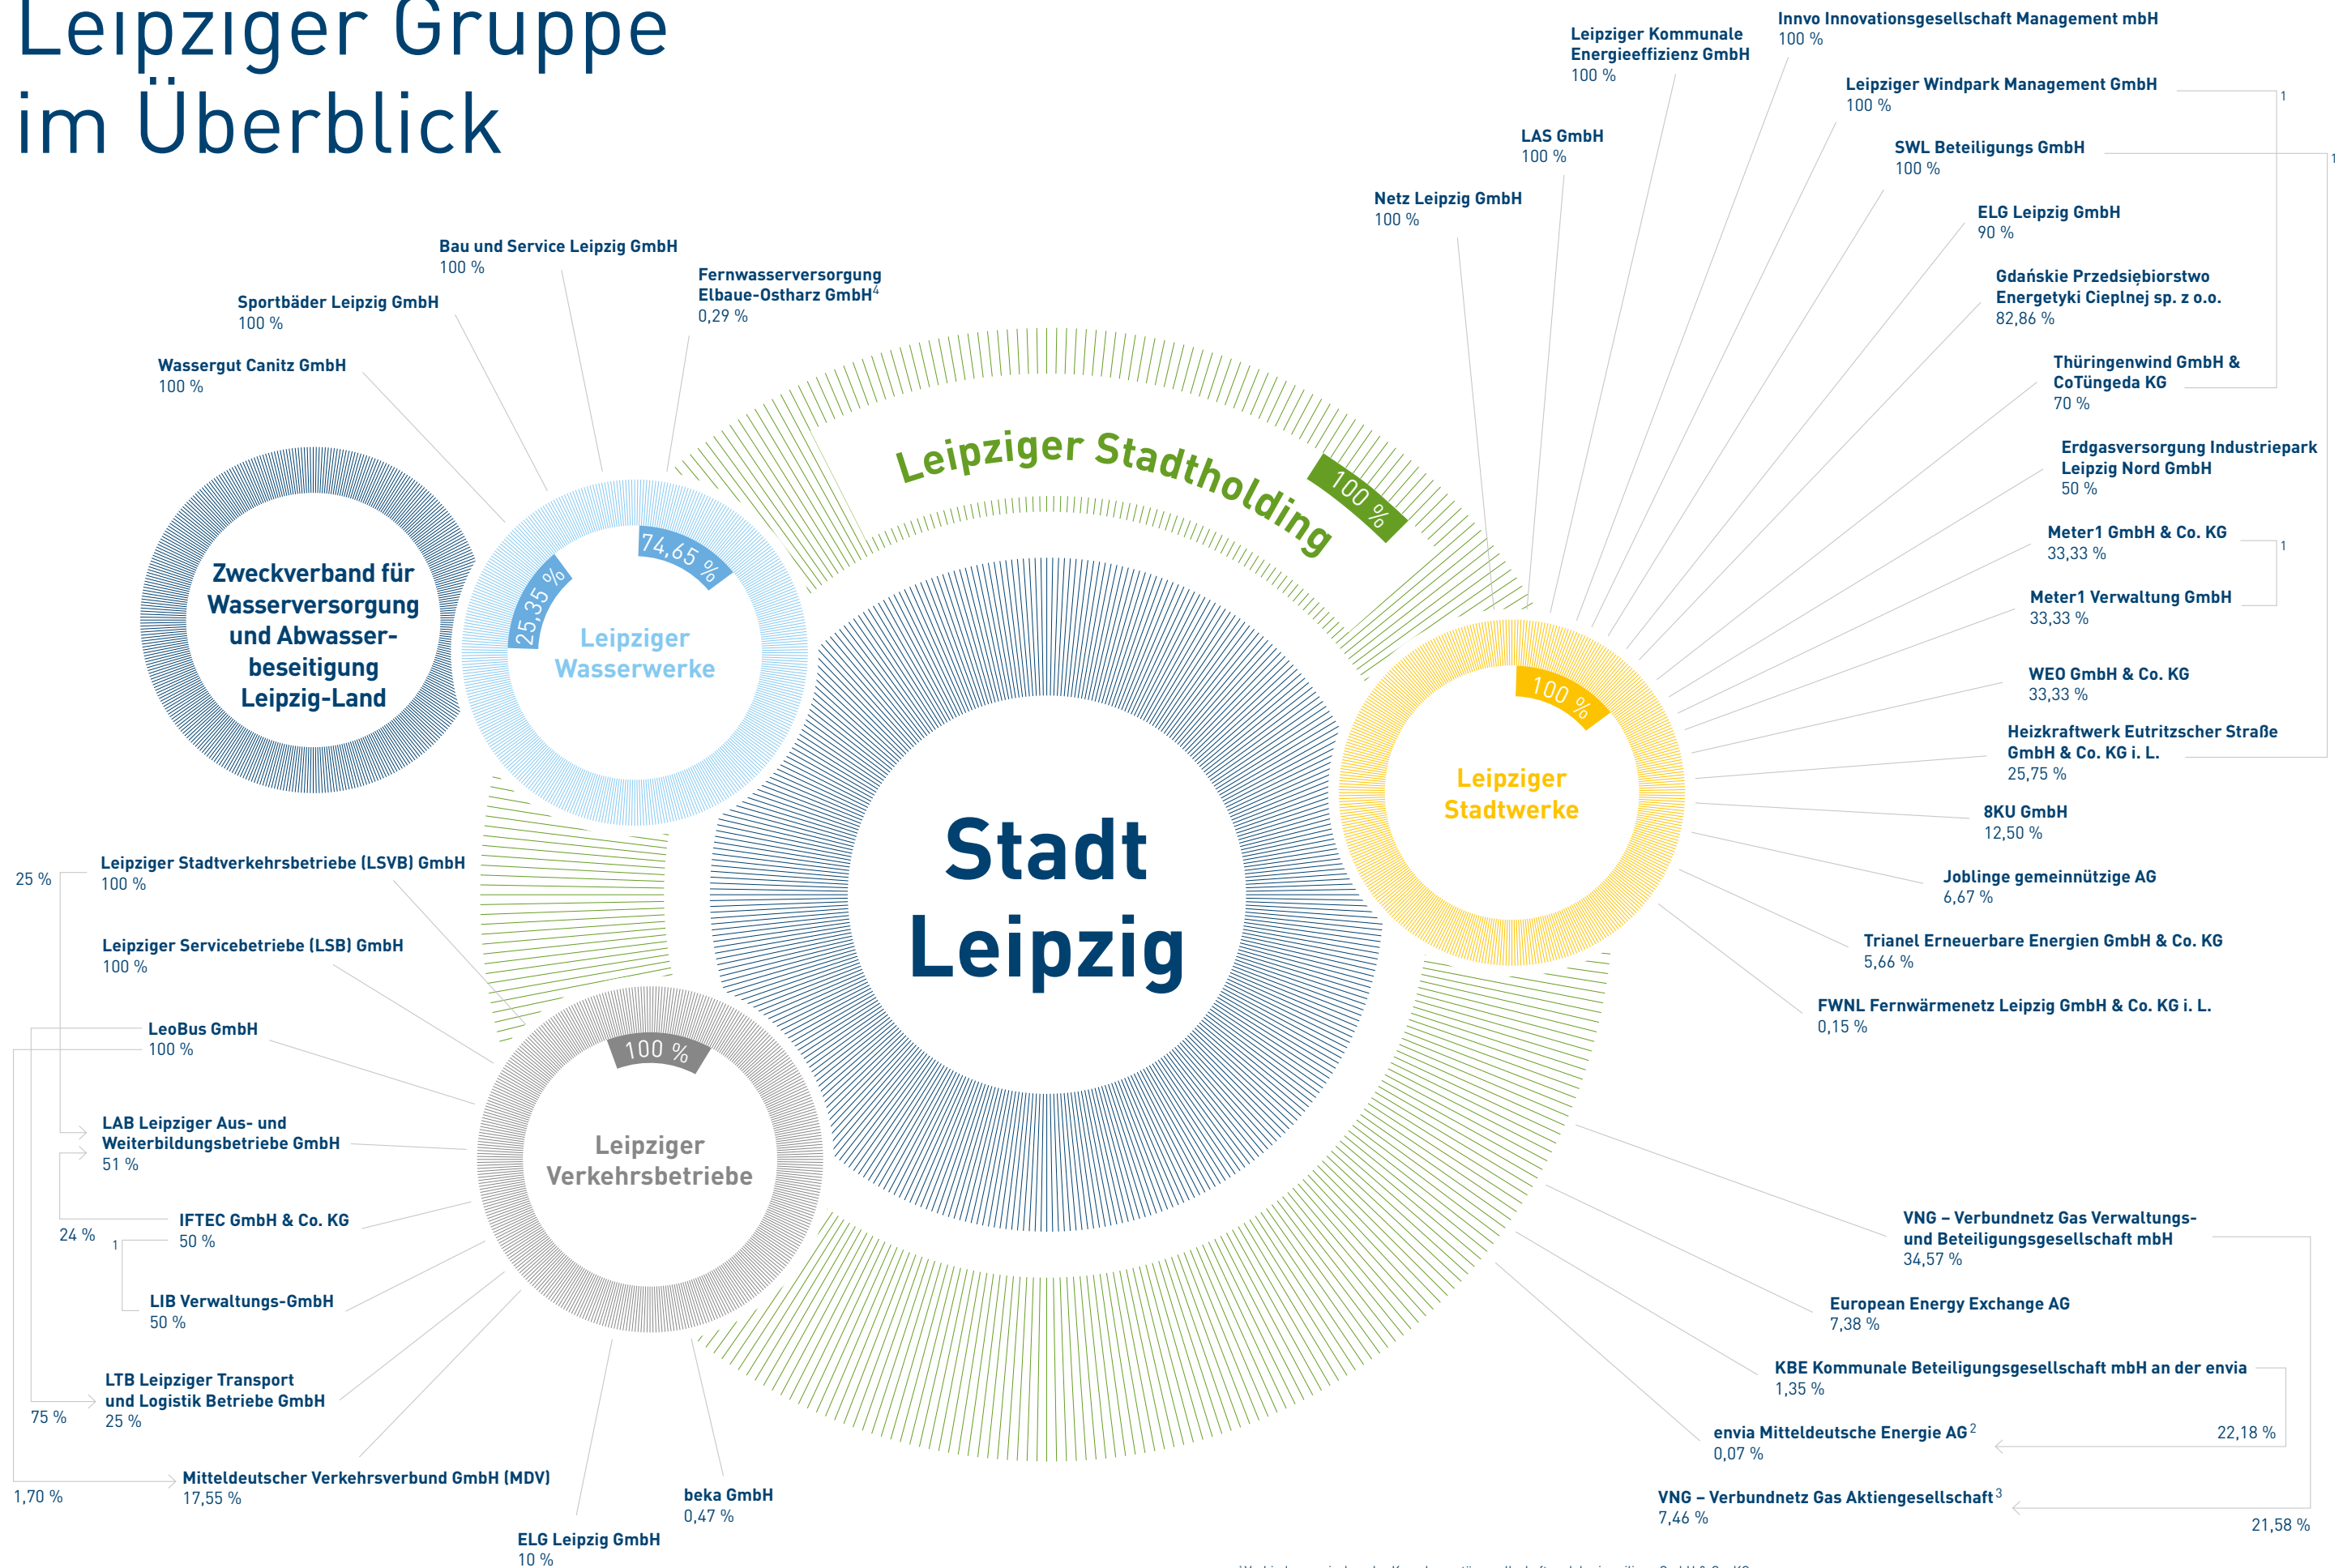 Leipziger Gruppe
im Überblick
Innvo Innovationsgesellschaft Management mbH
100 %
Leipziger Kommunale
Energieeffizienz GmbH
100 %
Leipziger Windpark Management GmbH
100 %
1
LAS GmbH
100 %
SWL Beteiligungs GmbH
100 %
1
Netz Leipzig GmbH
100 %
ELG Leipzig GmbH
90 %
Gdańskie Przedsiębiorstwo
Energetyki Cieplnej sp. z o.o.
82,86 %
Thüringenwind GmbH &
CoTüngeda KG
70 %
Erdgasversorgung Industriepark
Leipzig Nord GmbH
50 %
Meter1 GmbH & Co. KG
33,33 %
1
Meter1 Verwaltung GmbH
33,33 %
WEO GmbH & Co. KG
33,33 %
Heizkraftwerk Eutritzscher Straße
GmbH & Co. KG i. L.
25,75 %
8KU GmbH
12,50 %
Joblinge gemeinnützige AG
6,67 %
Trianel Erneuerbare Energien GmbH & Co. KG
5,66 %
FWNL Fernwärmenetz Leipzig GmbH & Co. KG i. L.
0,15 %
Bau und Service Leipzig GmbH
100 %
Fernwasserversorgung
Elbaue-Ostharz GmbH4
0,29 %
Sportbäder Leipzig GmbH
100 %
Wassergut Canitz GmbH
100 %
Leipziger Stadtholding
100 %
Zweckverband für
Wasserversorgung
und Abwasser-
beseitigung
Leipzig-Land
25,35 %
74,65 %
Leipziger
Wasserwerke
100 %
Leipziger
Stadtwerke
Stadt
Leipzig
Leipziger Stadtverkehrsbetriebe (LSVB) GmbH
100 %
25 %
Leipziger Servicebetriebe (LSB) GmbH
100 %
LeoBus GmbH
100 %
LAB Leipziger Aus- und
Weiterbildungsbetriebe GmbH
51 %
100 %
Leipziger
Verkehrsbetriebe
IFTEC GmbH & Co. KG
50 %
24 %
1
LIB Verwaltungs-GmbH
50 %
LTB Leipziger Transport
und Logistik Betriebe GmbH
25 %
75 %
Mitteldeutscher Verkehrsverbund GmbH (MDV)
17,55 %
1,70 %
beka GmbH
0,47 %
ELG Leipzig GmbH
10 %
VNG – Verbundnetz Gas Verwaltungs-
und Beteiligungsgesellschaft mbH
34,57 %
European Energy Exchange AG
7,38 %
KBE Kommunale Beteiligungsgesellschaft mbH an der envia
1,35 %
envia Mitteldeutsche Energie AG2
0,07 %
22,18 %
VNG – Verbundnetz Gas Aktiengesellschaft3
7,46 %
21,58 %